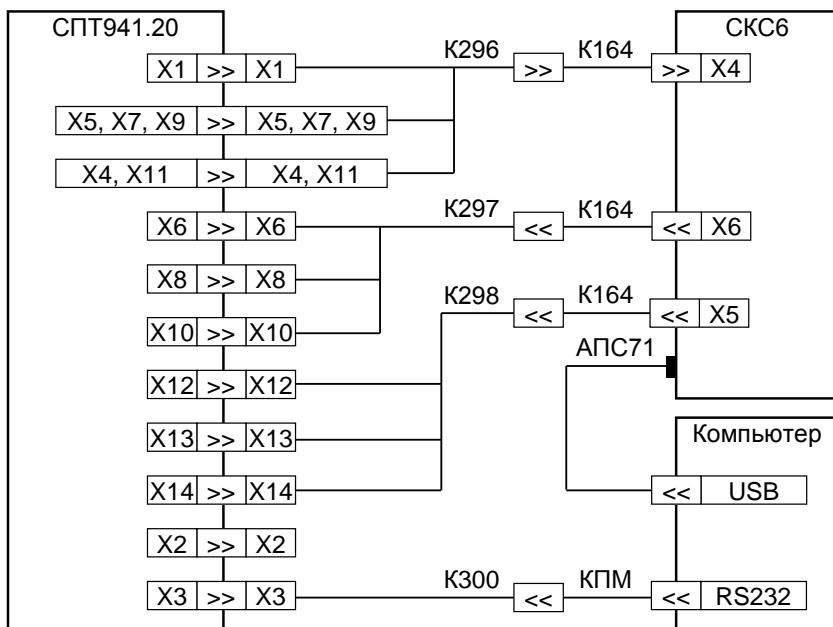 СПТ941.20 СКС6
X1 >> X1 К296 >> К164 >> X4
X5, X7, X9 >> X5, X7, X9
X4, X11 >> X4, X11
X6 >> X6 К297 << К164 << X6
X8 >> X8
X10 >> X10 К298 << К164 << X5
АПС71
X12 >> X12
X13 >> X13 Компьютер
X14 >> X14 << USB
X2 >> X2
X3 >> X3 К300 << КПМ << RS232